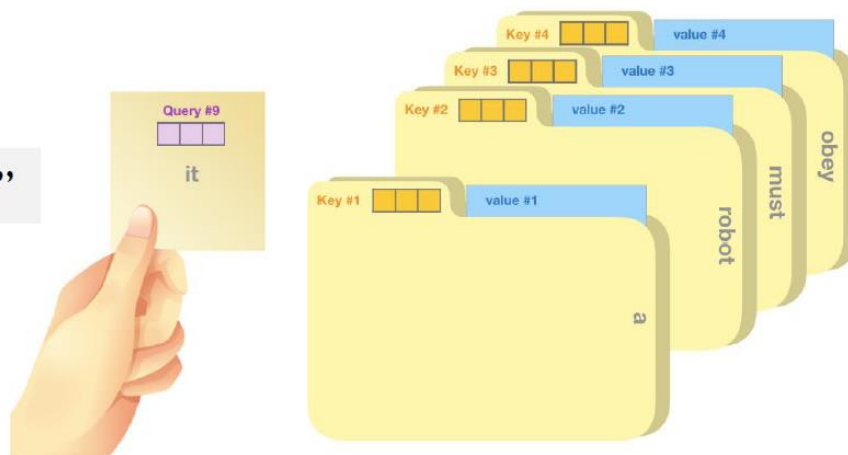 ”
Query #9
it
Key #4 value #4
Key #3 value #3
Key #2 value #2
Key #1 value #1
obey
must
robot
a